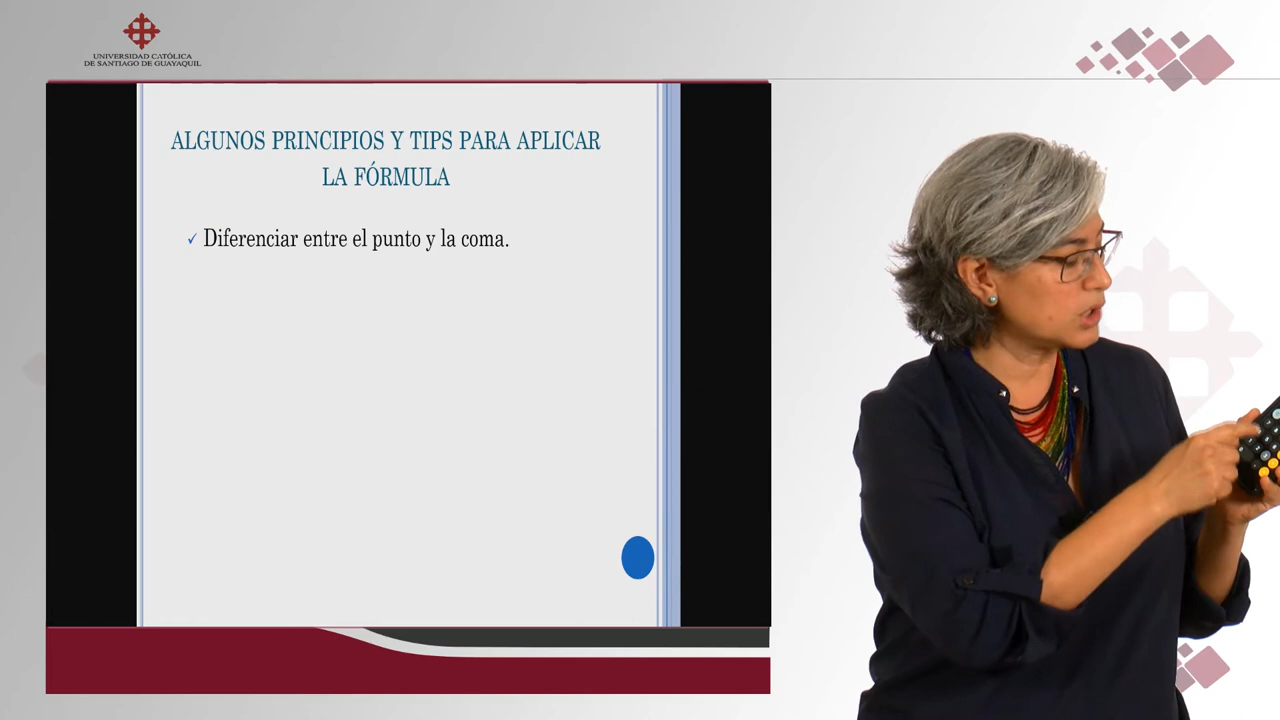 UNIVERSIDAD CATÓLICA
DE SANTIAGO DE GUAYAQUIL
ALGUNOS PRINCIPIOS Y TIPS PARA APLICAR
LA FÓRMULA
✓ Diferenciar entre el punto y la coma.